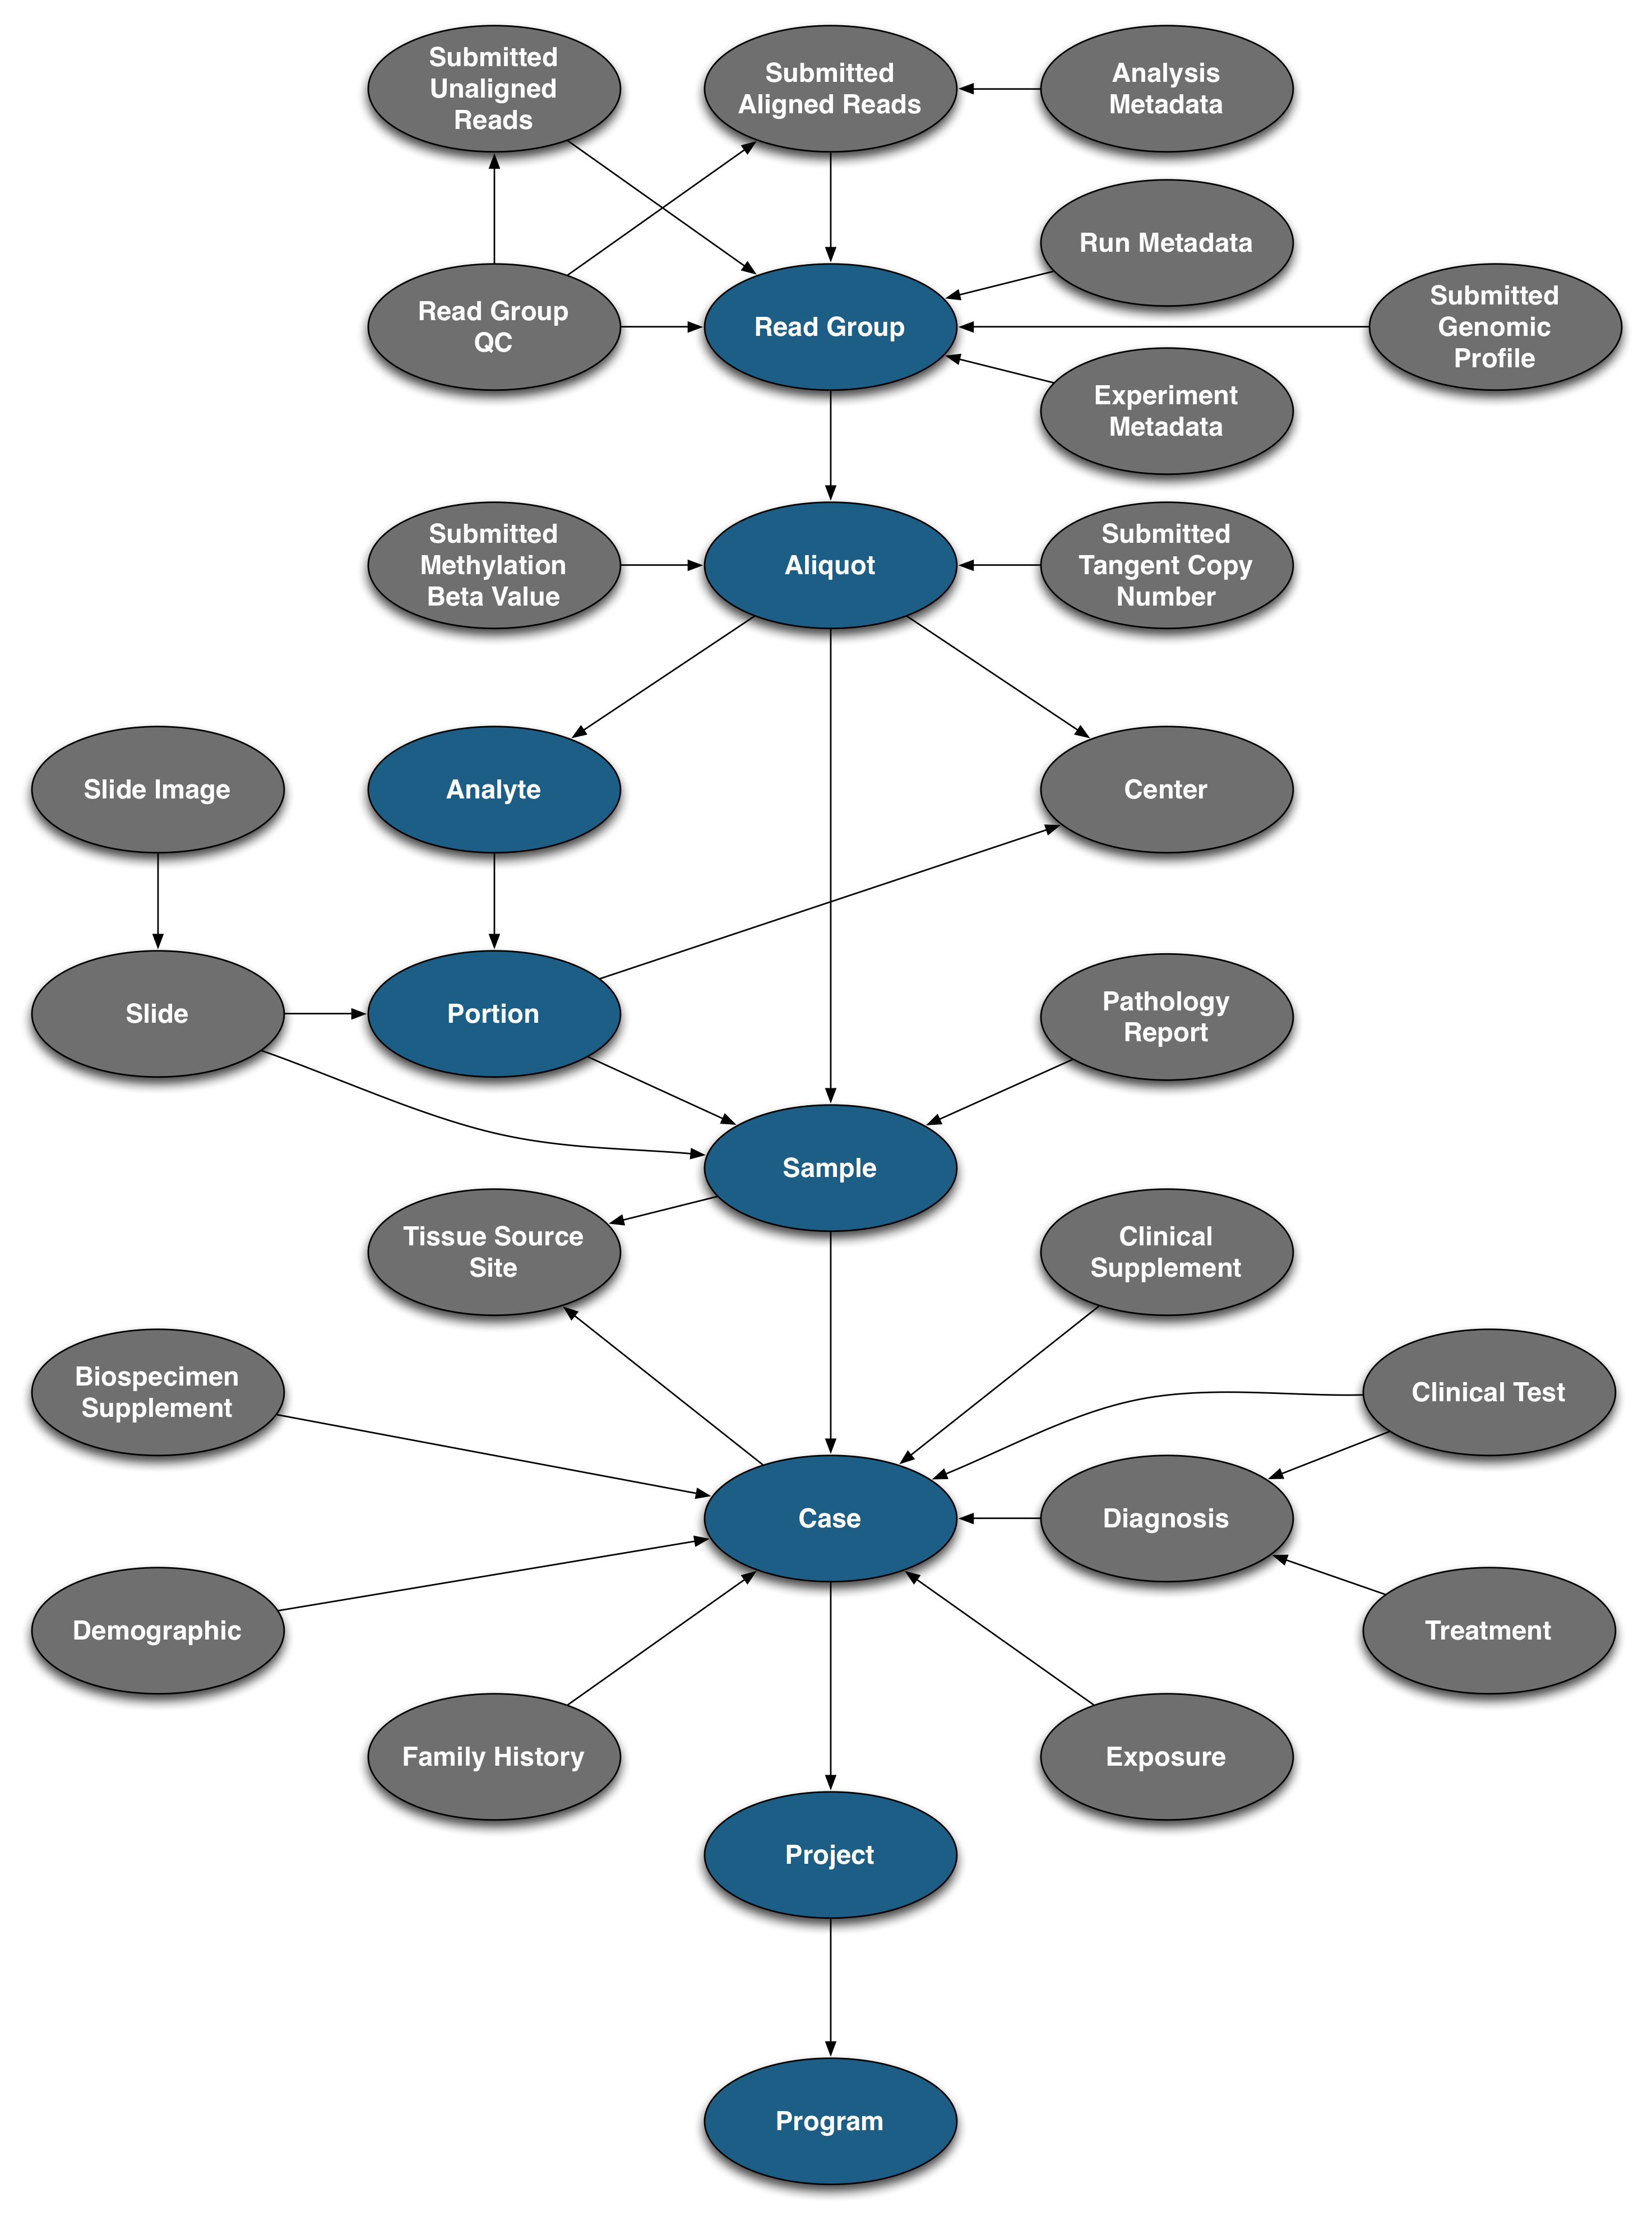 Submitted
Unaligned
Reads
Submitted
Aligned Reads
Analysis
Metadata
Run Metadata
Read Group
QC
Read Group
Submitted
Genomic
Profile
Experiment
Metadata
Submitted
Methylation
Beta Value
Aliquot
Submitted
Tangent Copy
Number
Slide Image
Analyte
Center
Slide
Portion
Pathology
Report
Sample
Tissue Source
Site
Clinical
Supplement
Biospecimen
Supplement
Clinical Test
Case
Diagnosis
Demographic
Treatment
Family History
Exposure
Project
Program